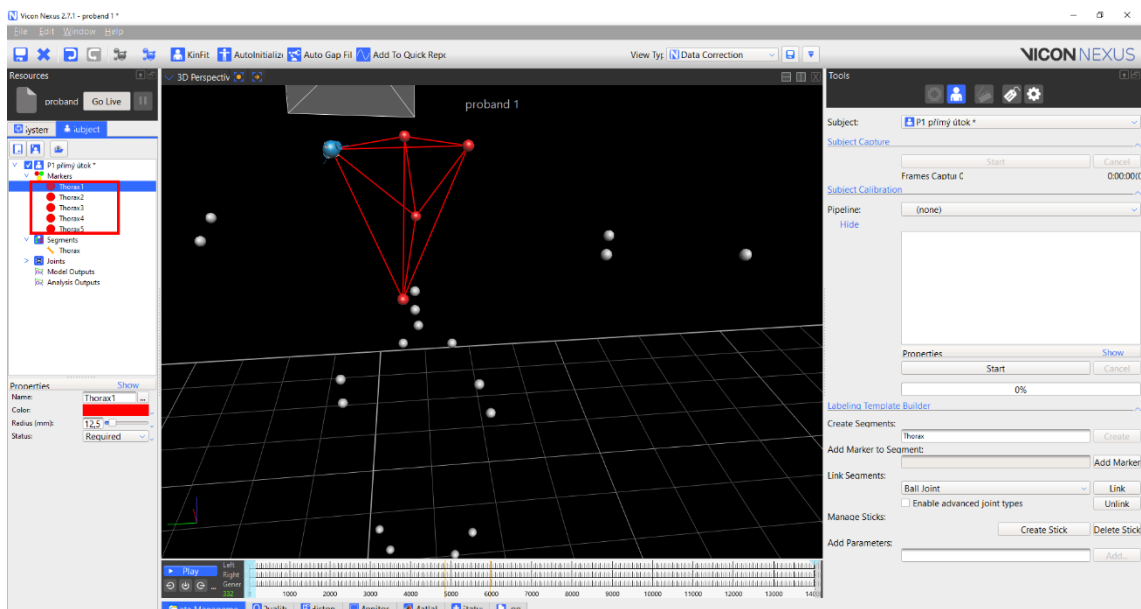 Vicon Nexus 2.7.1 - proband 1 *
File Edit Window Help
KinFit AutoInitializ Auto Gap Fil Add To Quick Repo View Typ Data Correction VICON NEXUS
Resources
proband Go Live
System Subject
P1 přímý útok *
Markers
Thorax1
Thorax2
Thorax3
Thorax4
Thorax5
Segments
Thorax
Joints
Model Outputs
Analysis Outputs
Properties Show
Name: Thorax1 ...
Color:
Radius (mm): 12,5
Status: Required
3D Perspectiv
proband 1
Play
Left
Right
Gener
332
1000 2000 3000 4000 5000 6000 7000 8000 9000 10000 11000 12000 13000
Tools
Subject: P1 přímý útok *
Subject Capture
Start Cancel
Frames Captur 0 0:00:00(0
Subject Calibration
Pipeline: (none)
Hide
Properties Show
Start Cancel
0%
Labeling Template Builder
Create Segments:
Thorax Create
Add Marker to Segment:
Add Marker
Link Segments:
Ball Joint Link
Enable advanced joint types Unlink
Manage Sticks:
Create Stick Delete Stick
Add Parameters:
Add...